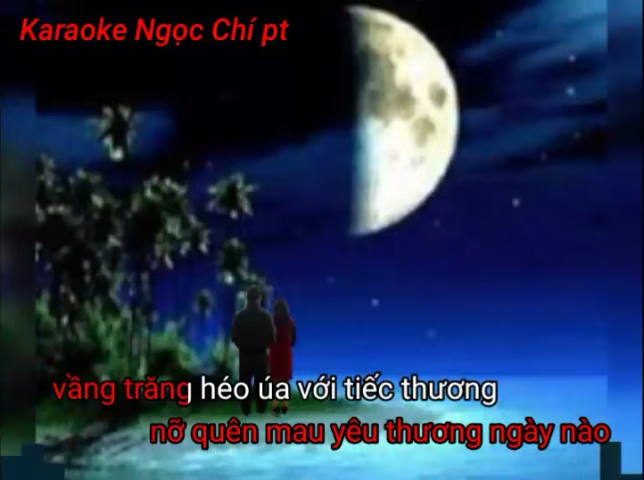 Karaoke Ngọc Chí pt
vầng trăng héo úa với tiếc thương
nỡ quên mau yêu thương ngày nào